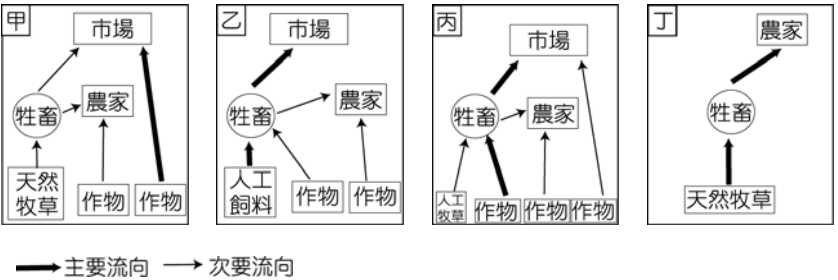 甲
市場
牲畜
農家
天然
牧草
作物
作物
乙
市場
牲畜
農家
人工
飼料
作物
作物
丙
市場
牲畜
農家
人工
牧草
作物
作物
作物
丁
農家
牲畜
天然牧草
主要流向
次要流向